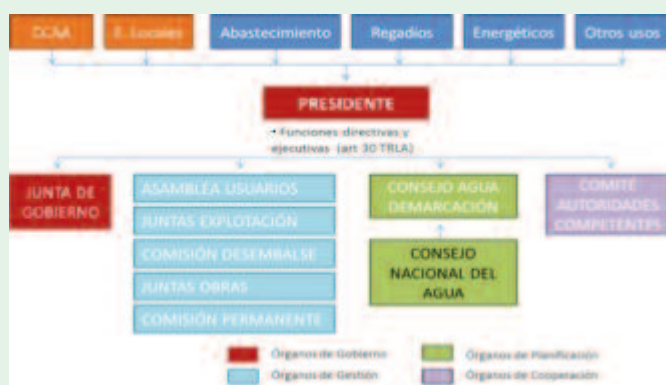 CCAA
E. Locales
Abastecimiento
Regadíos
Energéticos
Otros usos
PRESIDENTE
• Funciones directivas y
ejecutivas (art 30 TRLA)
JUNTA DE
GOBIERNO
ASAMBLEA USUARIOS
JUNTAS EXPLOTACIÓN
COMISIÓN DESEMBALSE
JUNTAS OBRAS
COMISIÓN PERMANENTE
CONSEJO AGUA
DEMARCACIÓN
CONSEJO
NACIONAL DEL
AGUA
COMITÉ
AUTORIDADES
COMPETENTES
Órganos de Gobierno
Órganos de Planificación
Órganos de Gestión
Órganos de Cooperación